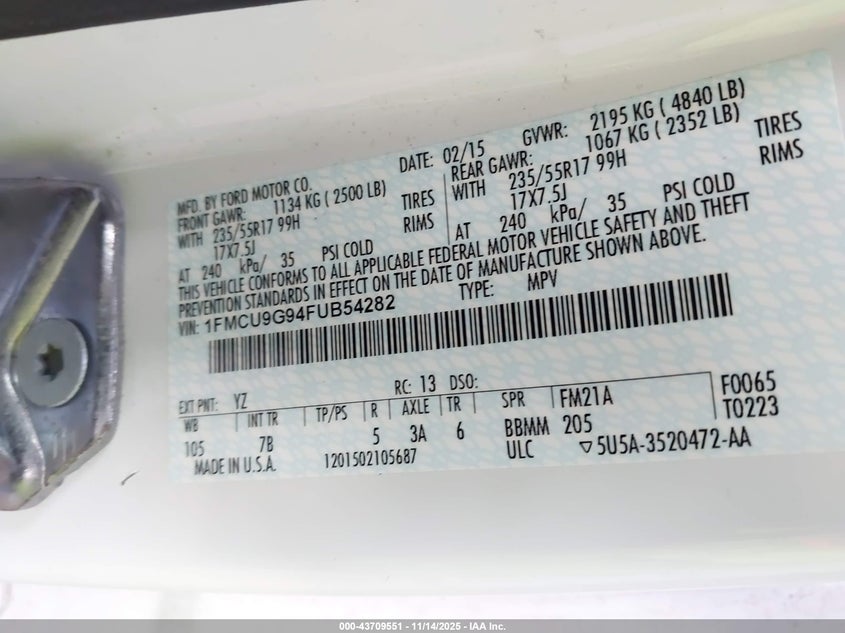 MFD. BY FORD MOTOR CO.
DATE: 02/15 GVWR: 2195 KG ( 4840 LB)
FRONT GAWR: 1134 KG ( 2500 LB) REAR GAWR: 1067 KG ( 2352 LB)
WITH 235/55R17 99H TIRES WITH 235/55R17 99H TIRES
17X7.5J RIMS 17X7.5J RIMS
AT 240 kPa/ 35 PSI COLD AT 240 kPa/ 35 PSI COLD
THIS VEHICLE CONFORMS TO ALL APPLICABLE FEDERAL MOTOR VEHICLE SAFETY AND THEFT
PREVENTION STANDARDS IN EFFECT ON THE DATE OF MANUFACTURE SHOWN ABOVE.
VIN: 1FMCU9G94FUB54282 TYPE: MPV
EXT PNT: YZ RC: 13 DSO: F0065
WB INT TR TP/PS R AXLE TR SPR FM21A T0223
105 7B 5 3A 6 BBMM 205
MADE IN U.S.A. 1201502105687 ULC ▽5U5A-3520472-AA
000-43709551 - 11/14/2025 - IAA Inc.